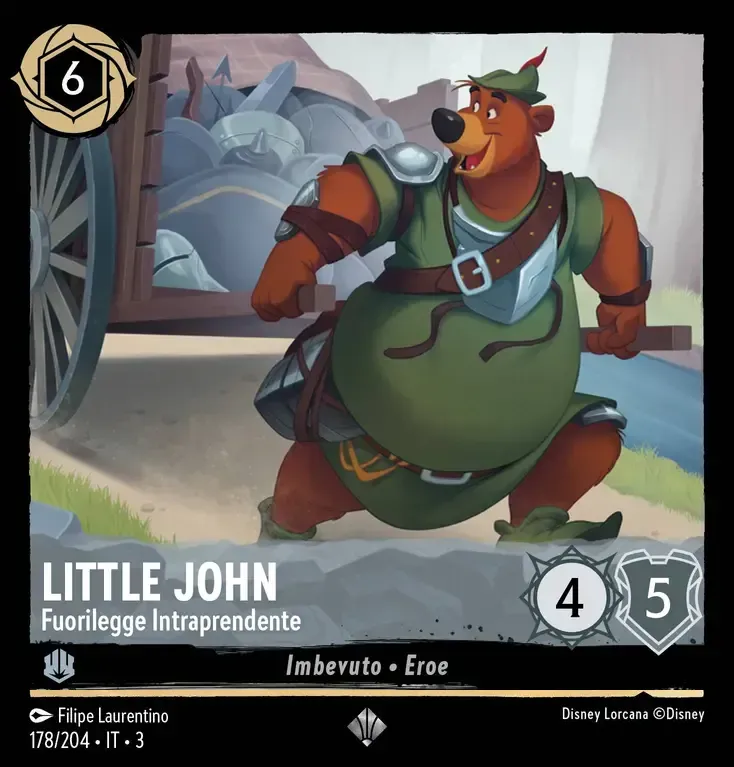 6
LITTLE JOHN
Fuorilegge Intraprendente
4
5
Imbevuto • Eroe
Filipe Laurentino
Disney Lorcana ©Disney
178/204 • IT • 3